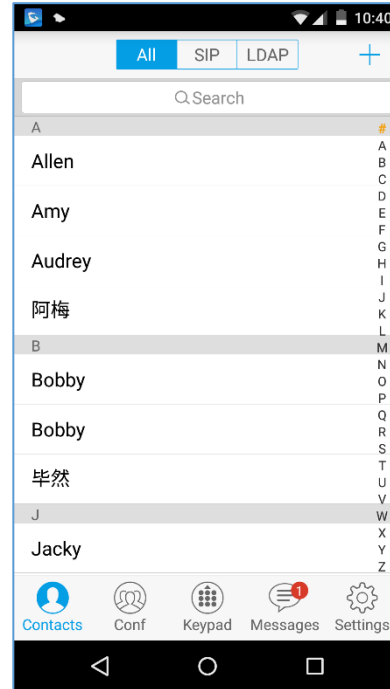 10:40
All SIP LDAP
Search
A
#
Allen
Amy
Audrey
阿梅
B
Bobby
Bobby
毕然
J
Jacky
A
B
C
D
E
F
G
H
I
J
K
L
M
N
O
P
Q
R
S
T
U
V
W
X
Y
Z
1
Contacts Conf Keypad Messages Settings